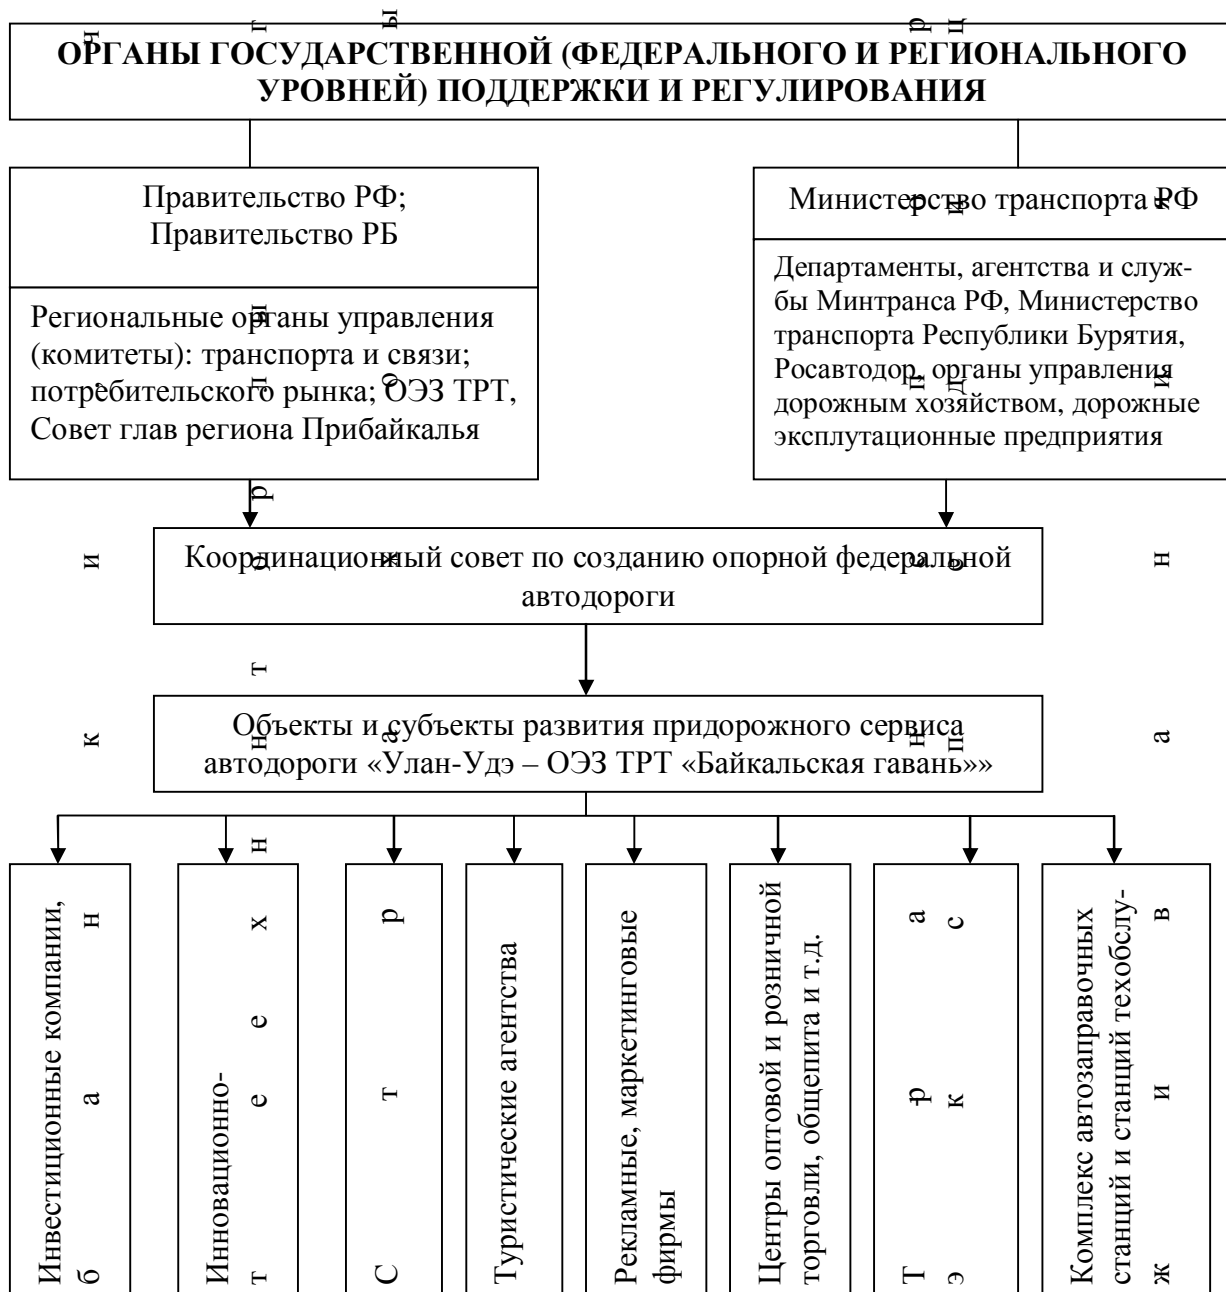 ОРГАНЫ ГОСУДАРСТВЕННОЙ (ФЕДЕРАЛЬНОГО И РЕГИОНАЛЬНОГО
УРОВНЕЙ) ПОДДЕРЖКИ И РЕГУЛИРОВАНИЯ
Правительство РФ;
Правительство РБ
Региональные органы управления
(комитеты): транспорта и связи;
потребительского рынка; ОЭЗ ТРТ,
Совет глав региона Прибайкалья
Министерство транспорта РФ
Департаменты, агентства и служ-
бы Минтранса РФ, Министерство
транспорта Республики Бурятия,
Росавтодор, органы управления
дорожным хозяйством, дорожные
эксплутационные предприятия
Координационный совет по созданию опорной федеральной
автодороги
Объекты и субъекты развития придорожного сервиса
автодороги «Улан-Удэ – ОЭЗ ТРТ «Байкальская гавань»»
Инвестиционные компании,
б а н к и , ч
Инновационно-
Туристические агентства
Рекламные, маркетинговые
фирмы
Центры оптовой и розничной
торговли, общепита и т.д.
Т р а н с п о р
э к с п е д и ц
Комплекс автозаправочных
станций и станций техобслу-
ж и в а н и я